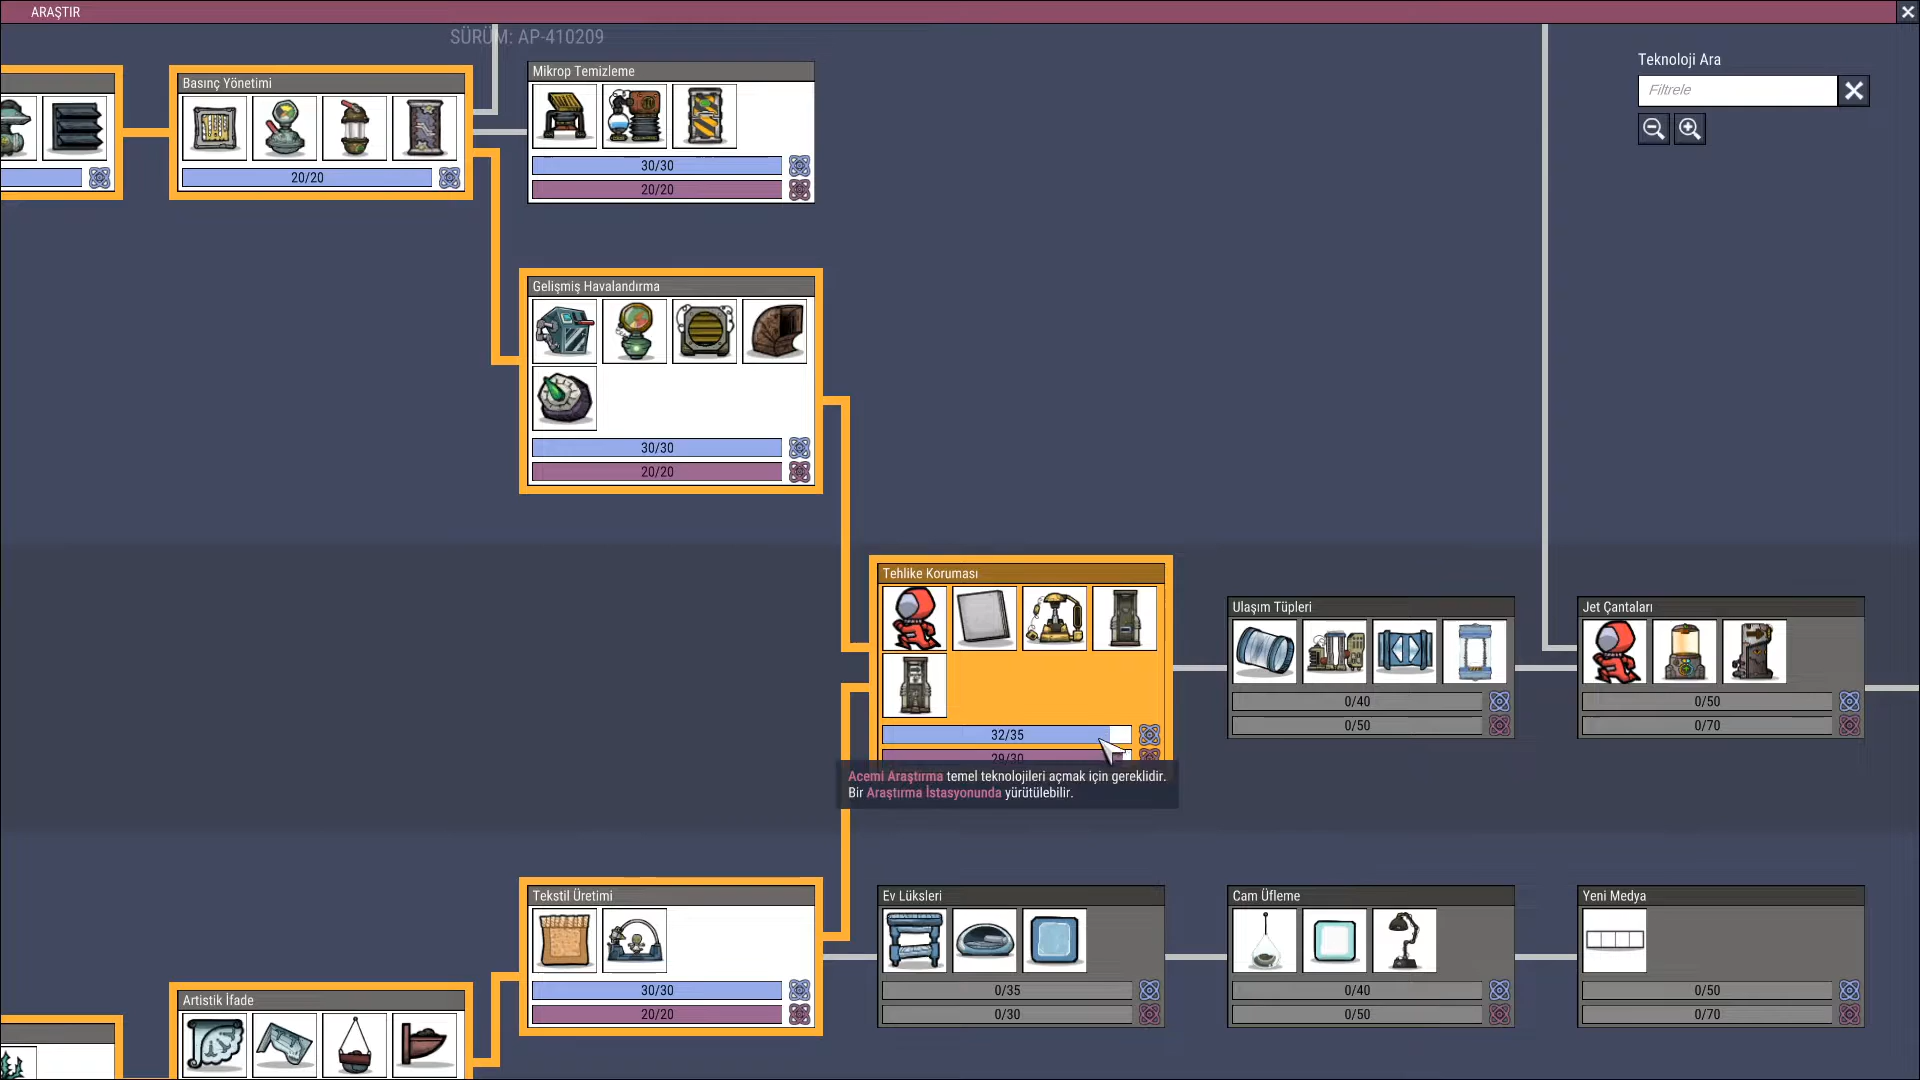 ARAŞTIR
SÜRÜM: AP-410209
Teknoloji Ara
Filtrele
Basınç Yönetimi
20/20
Mikrop Temizleme
30/30
20/20
Gelişmiş Havalandırma
30/30
20/20
Tehlike Koruması
32/35
29/30
Acemi Araştırma temel teknolojileri açmak için gereklidir.
Bir Araştırma İstasyonunda yürütülebilir.
Ulaşım Tüpleri
0/40
0/50
Jet Çantaları
0/50
0/70
Tekstil Üretimi
30/30
20/20
Ev Lüksleri
0/35
0/30
Cam Üfleme
0/40
0/50
Yeni Medya
0/50
0/70
Artistik İfade